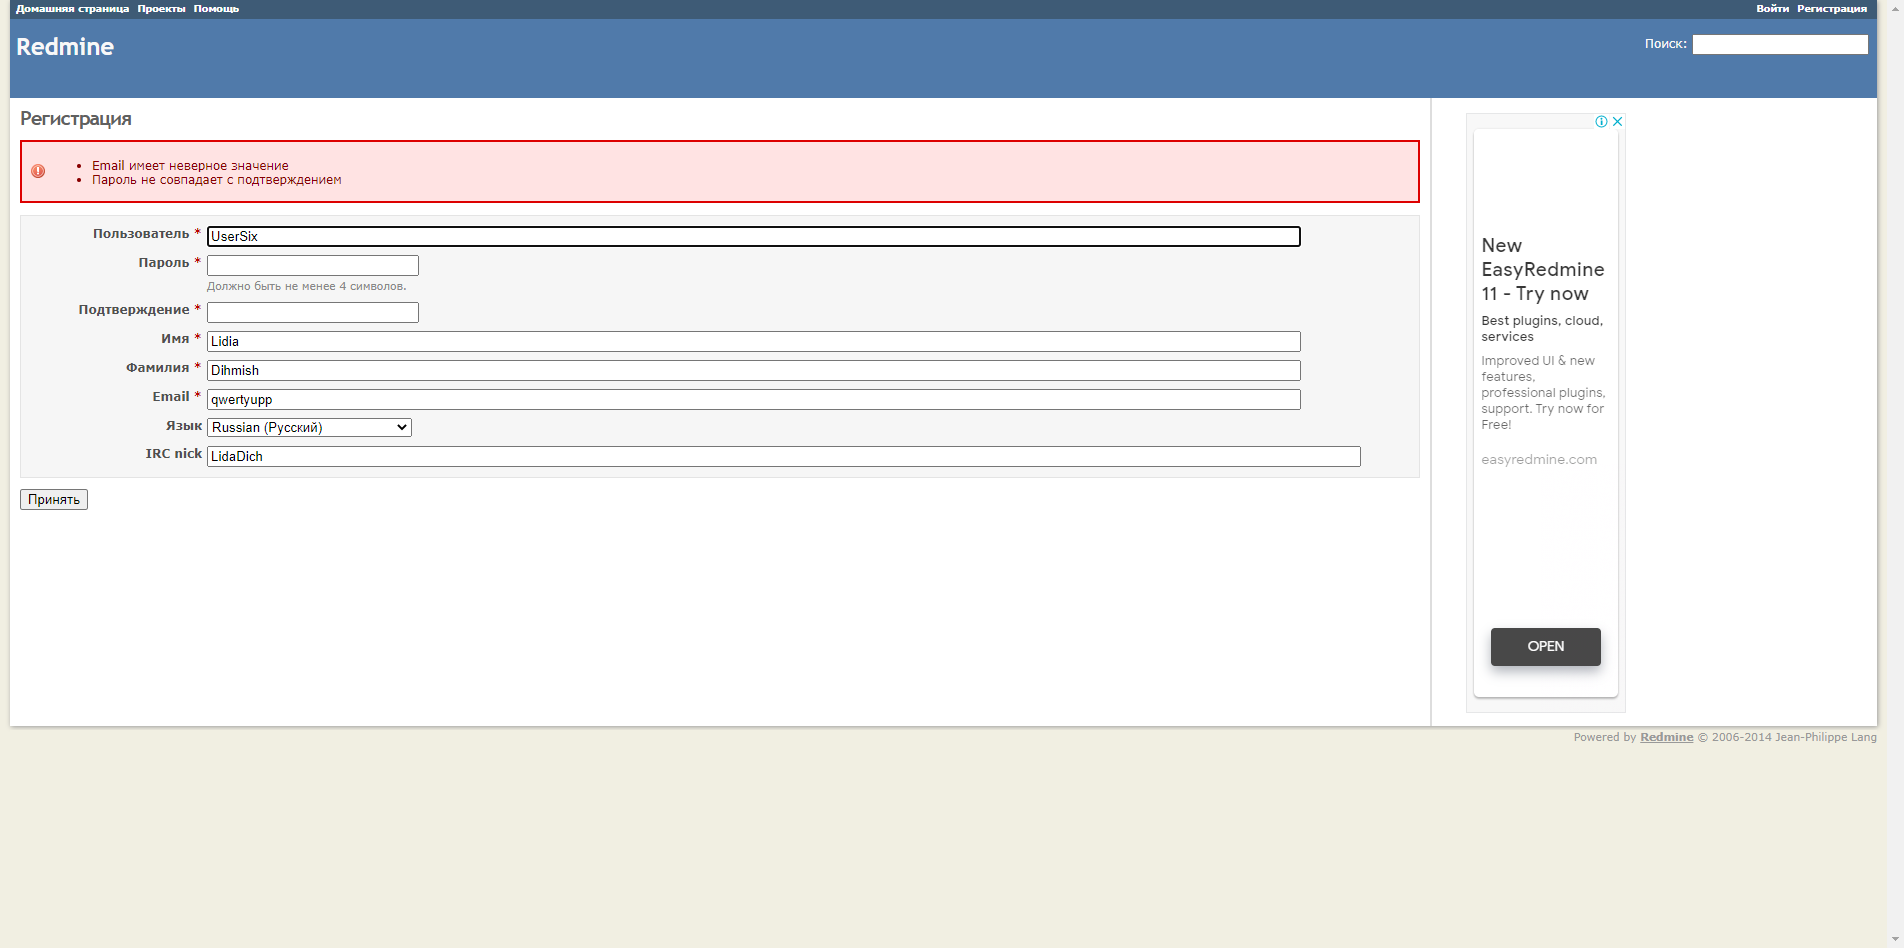 Домашняя страница Проекты Помощь
Войти Регистрация
Redmine
Поиск:
Регистрация
Email имеет неверное значение
Пароль не совпадает с подтверждением
Пользователь * UserSix
Пароль *
Должно быть не менее 4 символов.
Подтверждение *
Имя * Lidia
Фамилия * Dihmish
Email * qwertyupp
Язык Russian (Русский)
IRC nick LidaDich
Принять
New
EasyRedmine
11 - Try now
Best plugins, cloud,
services
Improved UI & new
features,
professional plugins,
support. Try now for
Free!
easyredmine.com
OPEN
Powered by Redmine © 2006-2014 Jean-Philippe Lang